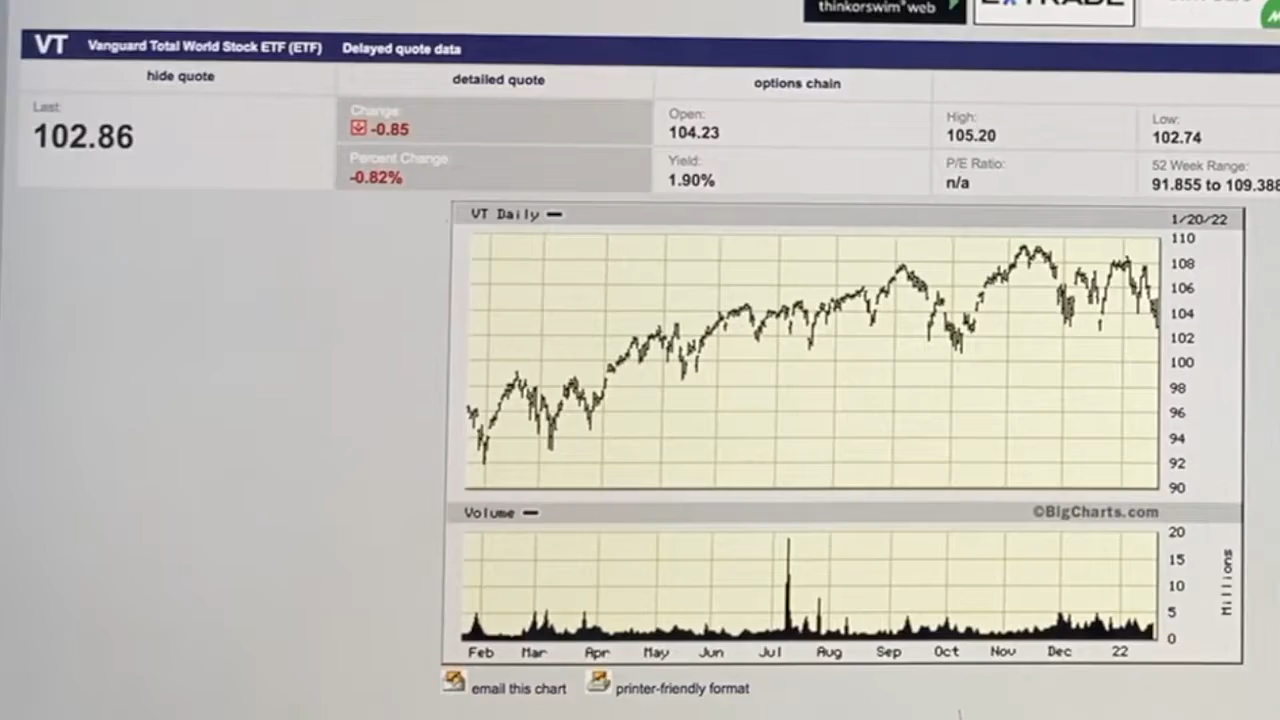 thinkorswim®web
E*TRADE
VT Vanguard Total World Stock ETF (ETF) Delayed quote data
hide quote detailed quote options chain
Last:
102.86
Change:
-0.85
Percent Change:
-0.82%
Open:
104.23
Yield:
1.90%
High:
105.20
P/E Ratio:
n/a
Low:
102.74
52 Week Range:
91.855 to 109.388
VT Daily
1/20/22
110
108
106
104
102
100
98
96
94
92
90
Volume
©BigCharts.com
20
15
10
5
0
Millions
Feb Mar Apr May Jun Jul Aug Sep Oct Nov Dec 22
email this chart printer-friendly format